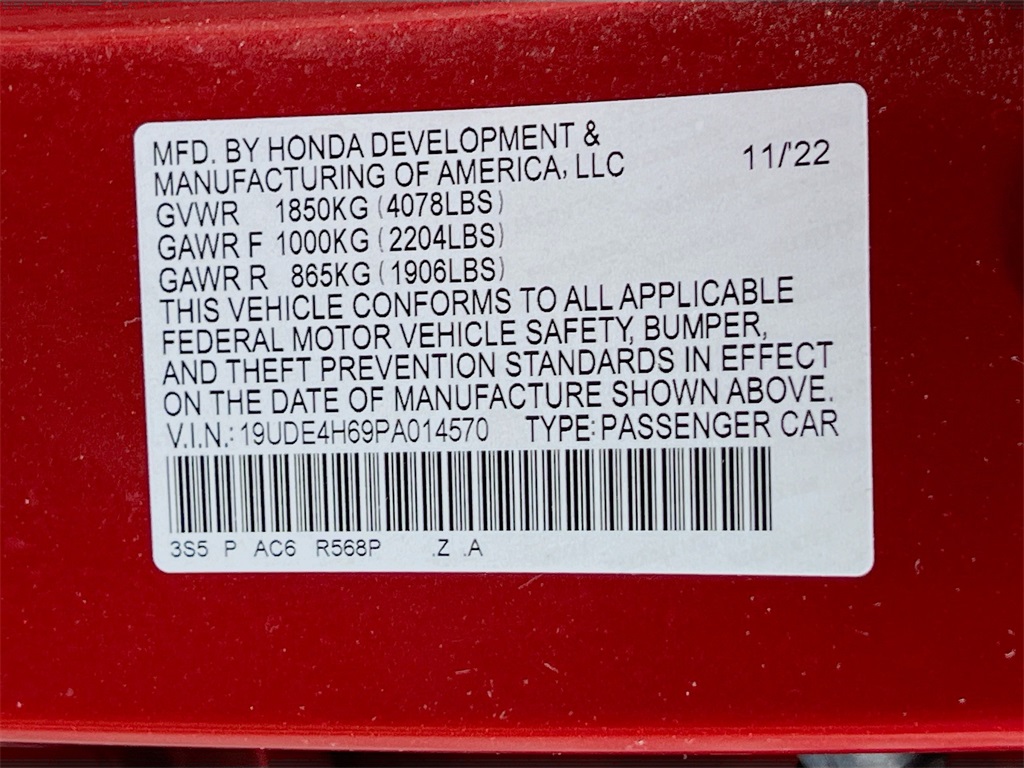 MFD. BY HONDA DEVELOPMENT &
MANUFACTURING OF AMERICA, LLC 11/'22
GVWR 1850KG (4078LBS)
GAWR F 1000KG (2204LBS)
GAWR R 865KG (1906LBS)
THIS VEHICLE CONFORMS TO ALL APPLICABLE
FEDERAL MOTOR VEHICLE SAFETY, BUMPER,
AND THEFT PREVENTION STANDARDS IN EFFECT
ON THE DATE OF MANUFACTURE SHOWN ABOVE.
V.I.N.: 19UDE4H69PA014570 TYPE: PASSENGER CAR
3S5 P AC6 R568P .Z .A